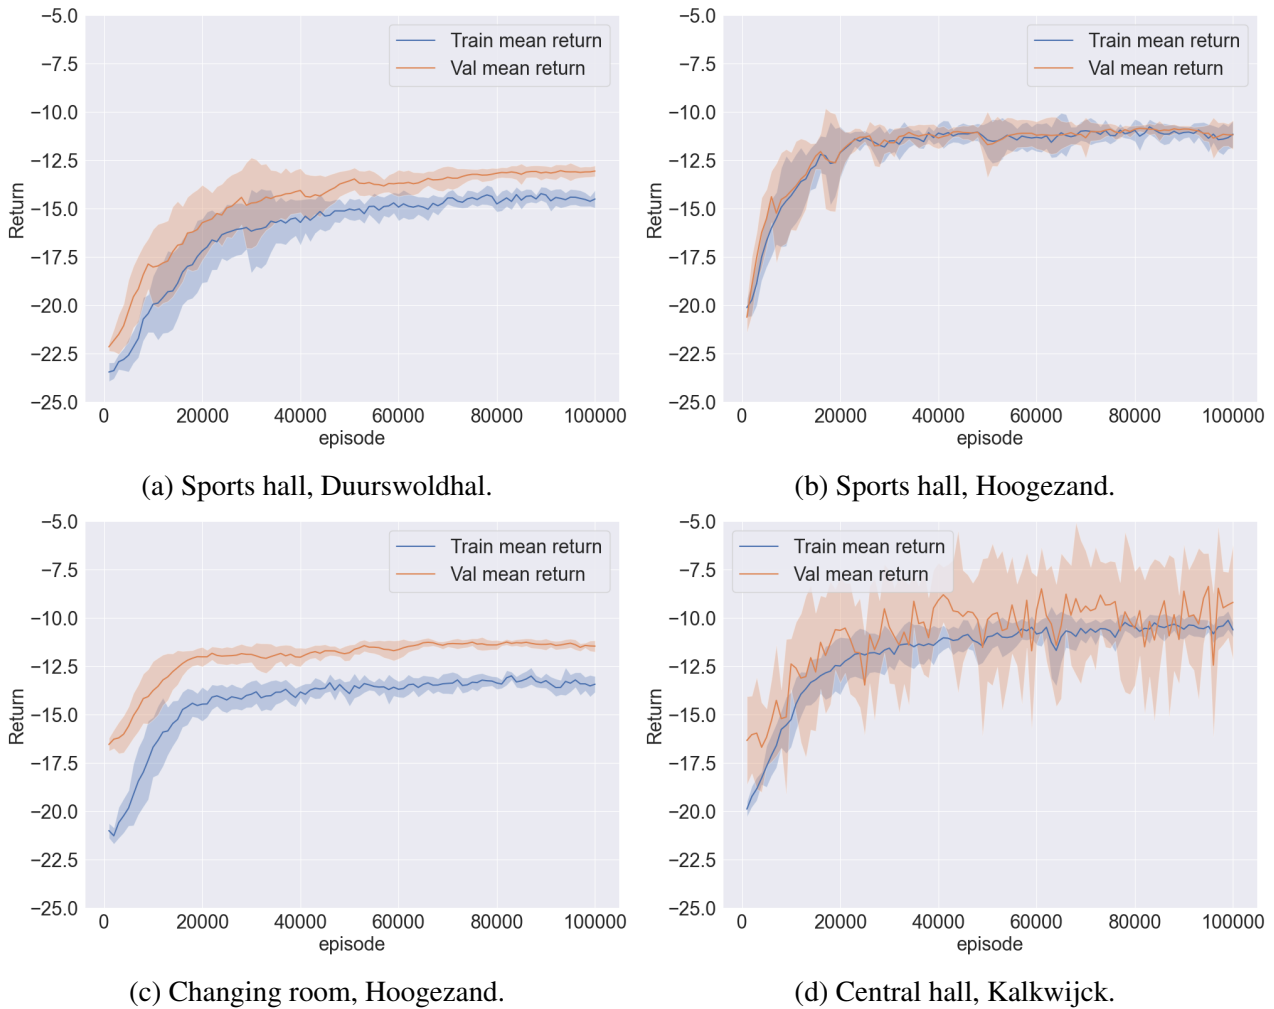 −5.0
−7.5
−10.0
−12.5
−15.0
−17.5
−20.0
−22.5
−25.0
Return
Train mean return
Val mean return
0 20000 40000 60000 80000 100000
episode
(a) Sports hall, Duurswoldhal.
−5.0
−7.5
−10.0
−12.5
−15.0
−17.5
−20.0
−22.5
−25.0
Return
Train mean return
Val mean return
0 20000 40000 60000 80000 100000
episode
(b) Sports hall, Hoogezand.
−5.0
−7.5
−10.0
−12.5
−15.0
−17.5
−20.0
−22.5
−25.0
Return
Train mean return
Val mean return
0 20000 40000 60000 80000 100000
episode
(c) Changing room, Hoogezand.
−5.0
−7.5
−10.0
−12.5
−15.0
−17.5
−20.0
−22.5
−25.0
Return
Train mean return
Val mean return
0 20000 40000 60000 80000 100000
episode
(d) Central hall, Kalkwijck.